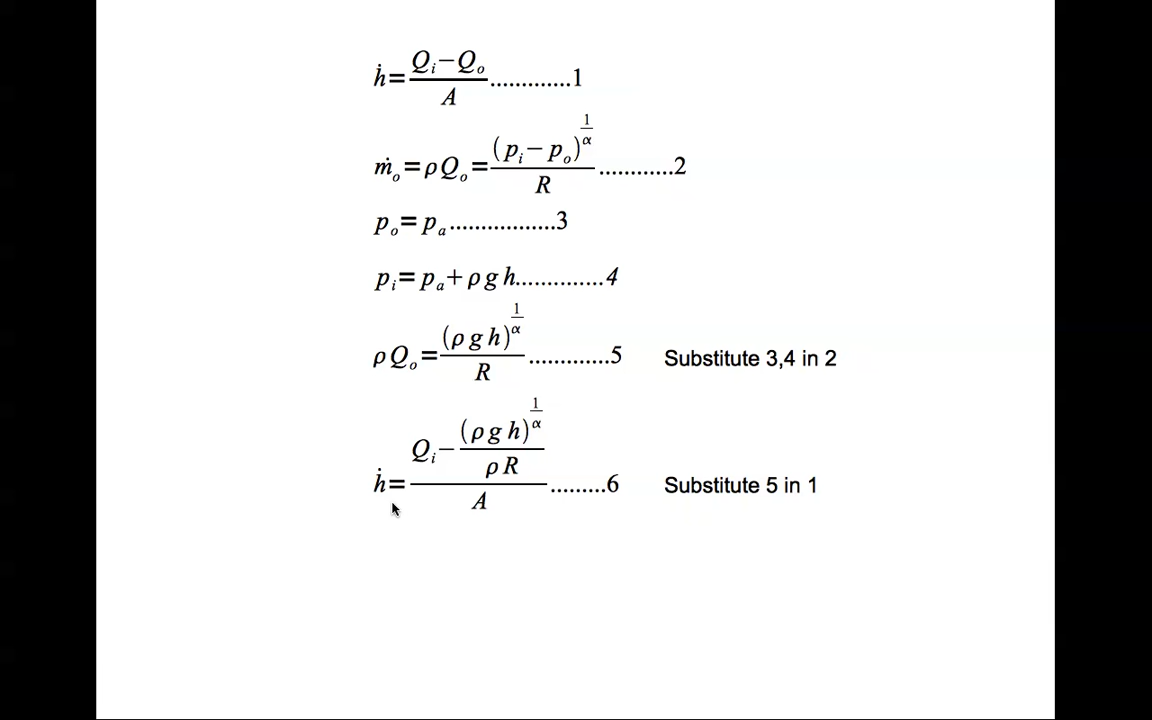 ḣ=(Q_i−Q_o)/A.............1
ṁ_o=ρQ_o=(p_i−p_o)^(1/α)/R............2
p_o=p_a.................3
p_i=p_a+ρgh..............4
ρQ_o=(ρgh)^(1/α)/R.............5 Substitute 3,4 in 2
ḣ=(Q_i−(ρgh)^(1/α)/(ρR))/A.........6 Substitute 5 in 1